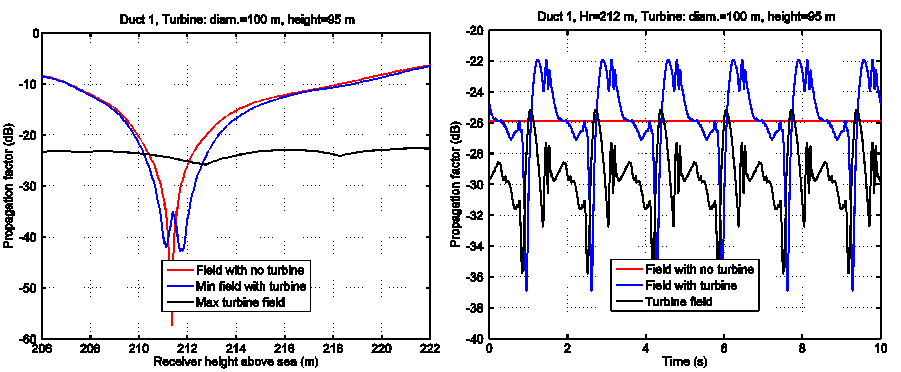 Duct 1, Turbine: diam.=100 m, height=95 m
0
-10
-20
-30
-40
-50
-60
Propagation factor (dB)
Field with no turbine
Min field with turbine
Max turbine field
206 208 210 212 214 216 218 220 222
Receiver height above sea (m)
Duct 1, Hr=212 m, Turbine: diam.=100 m, height=95 m
-20
-22
-24
-26
-28
-30
-32
-34
-36
-38
-40
Propagation factor (dB)
Field with no turbine
Field with turbine
Turbine field
0 2 4 6 8 10
Time (s)